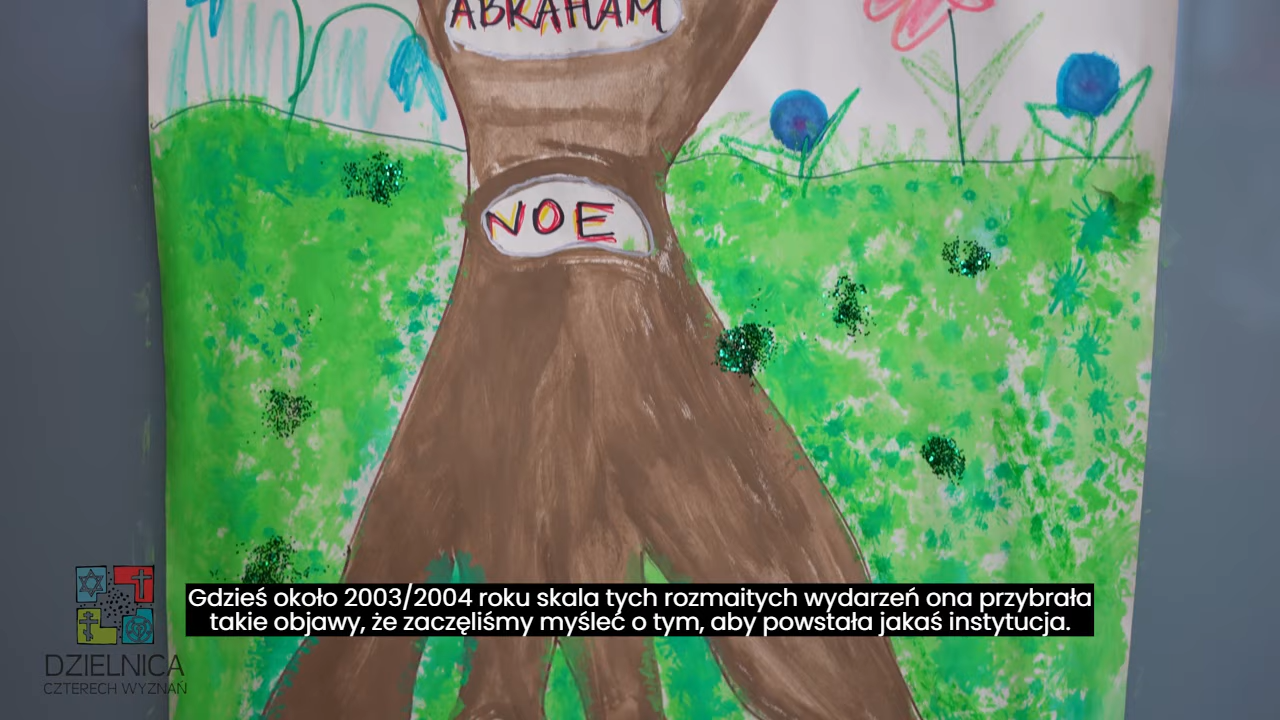 ABRAHAM
NOE
Gdzieś około 2003/2004 roku skala tych rozmaitych wydarzeń ona przybrała
takie objawy, że zaczęliśmy myśleć o tym, aby powstała jakaś instytucja.
DZIELNICA
CZTERECH WYZNAŃ